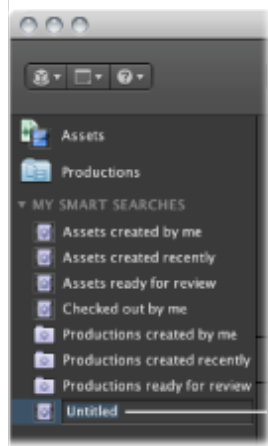 Assets
Productions
MY SMART SEARCHES
Assets created by me
Assets created recently
Assets ready for review
Checked out by me
Productions created by me
Productions created recently
Productions ready for review
Untitled